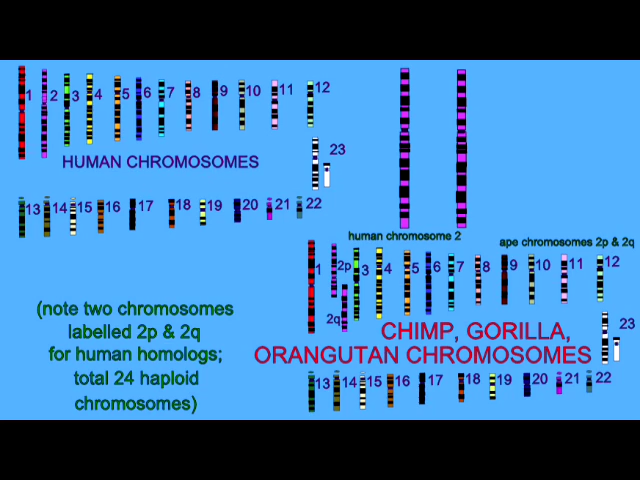 1 2 3 4 5 6 7 8 9 10 11 12
HUMAN CHROMOSOMES
23
13 14 15 16 17 18 19 20 21 22
human chromosome 2
ape chromosomes 2p & 2q
1 2p 3 4 5 6 7 8 9 10 11 12
2q
(note two chromosomes
labelled 2p & 2q
for human homologs;
total 24 haploid
chromosomes)
CHIMP, GORILLA,
ORANGUTAN CHROMOSOMES
23
13 14 15 16 17 18 19 20 21 22